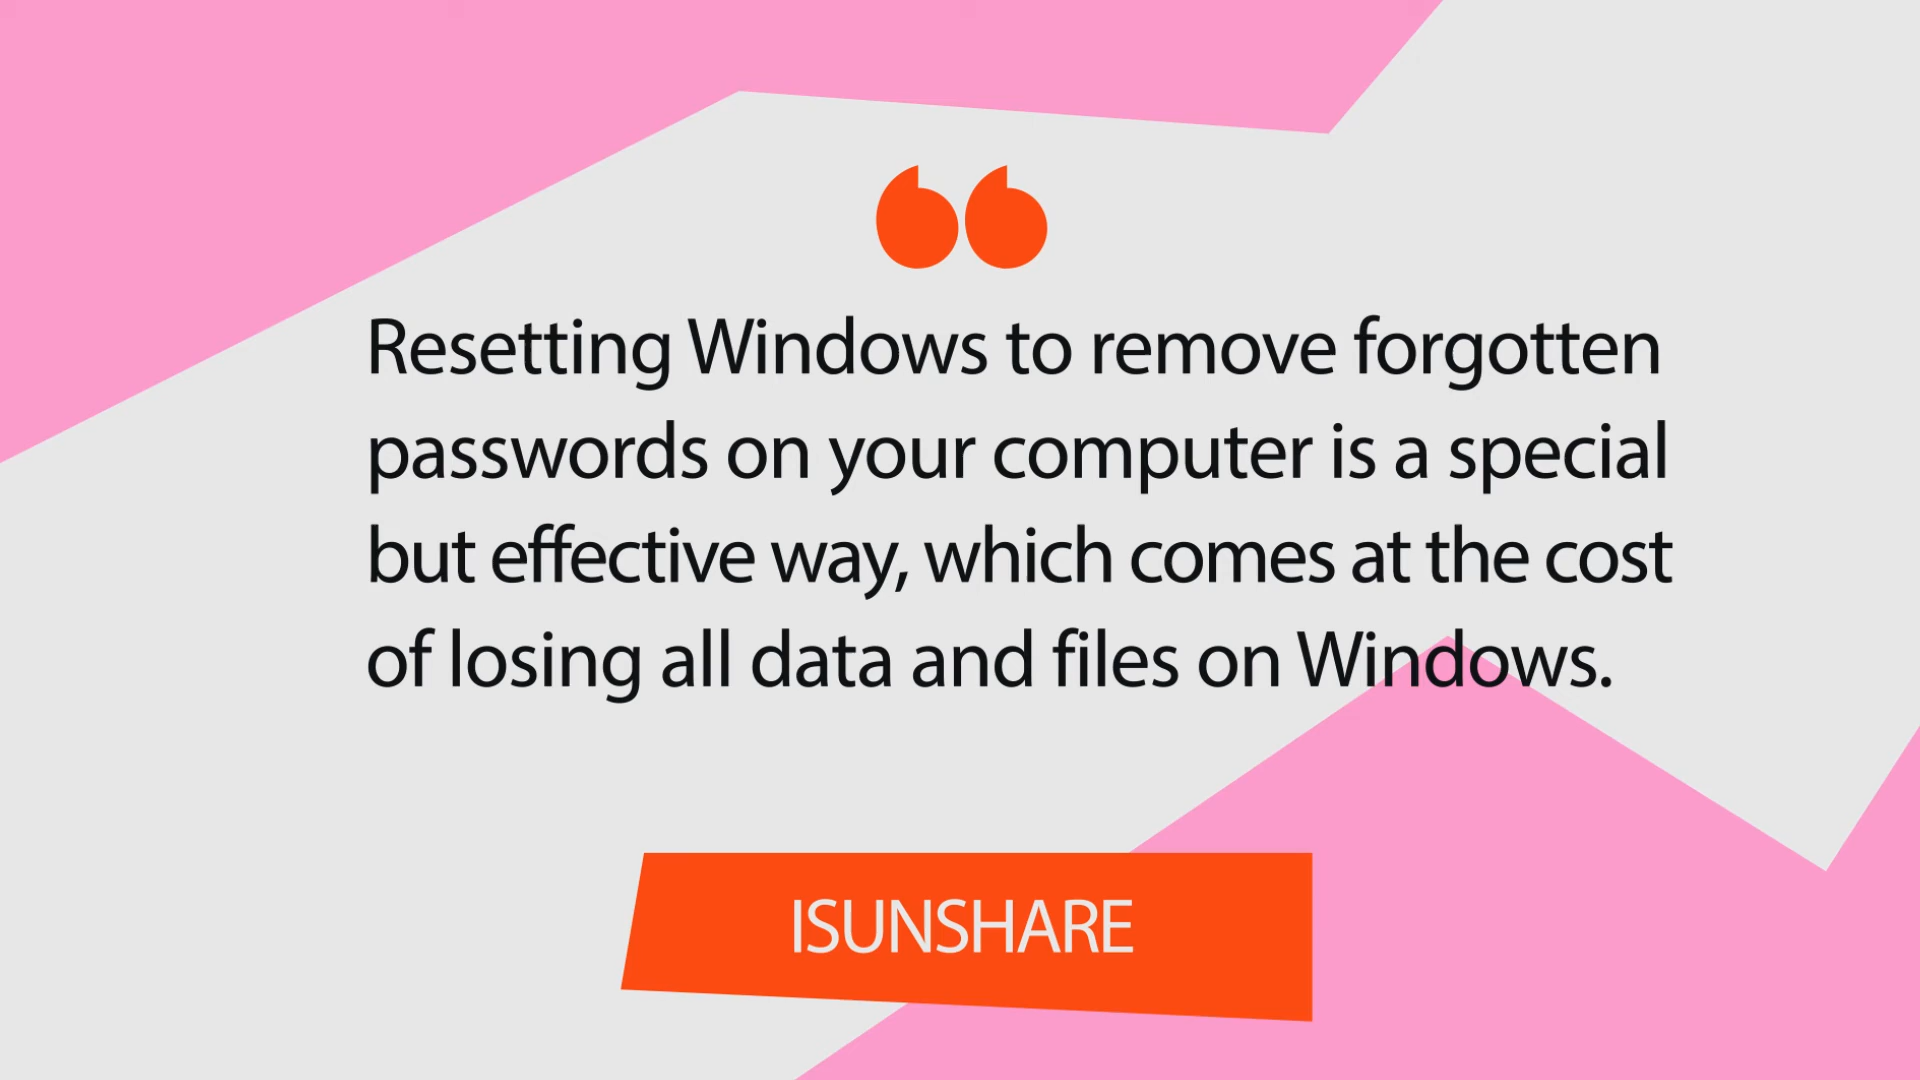 Resetting Windows to remove forgotten
passwords on your computer is a special
but effective way, which comes at the cost
of losing all data and files on Windows.
ISUNSHARE